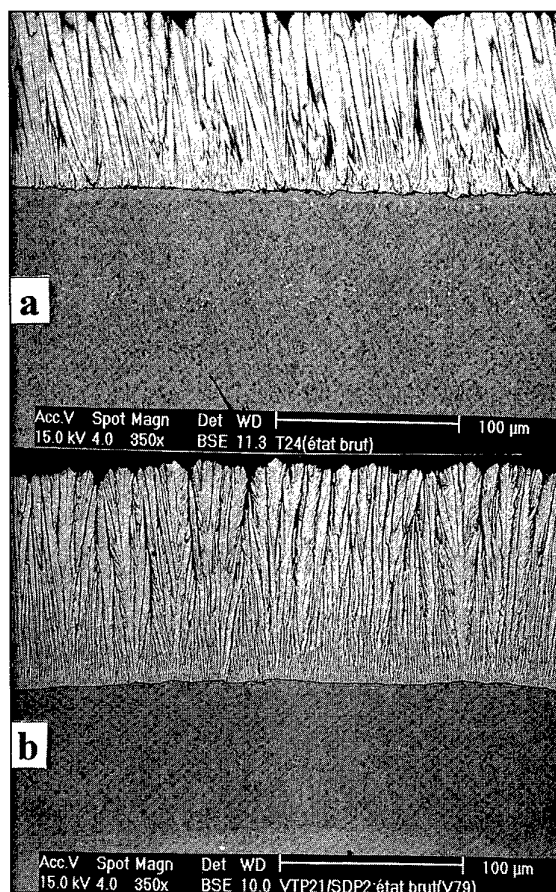 a
Acc.V Spot Magn Det WD 100 µm
15.0 kV 4.0 350x BSE 11.3 T24(état brut)
b
Acc.V Spot Magn Det WD 100 µm
15.0 kV 4.0 350x BSE 10.0 VTP21/SDP2:état brut(V79)